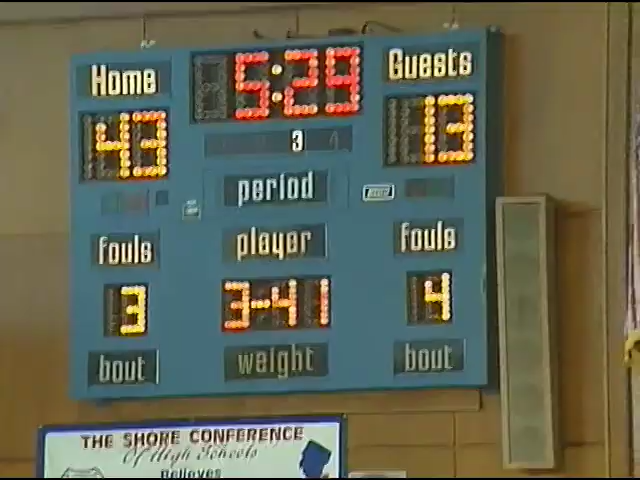 Home 5:29 Guests
43 3 4 13
period
fouls player fouls
3 3-41 4
bout weight bout
THE SHORE CONFERENCE
Of High Schools
Believes